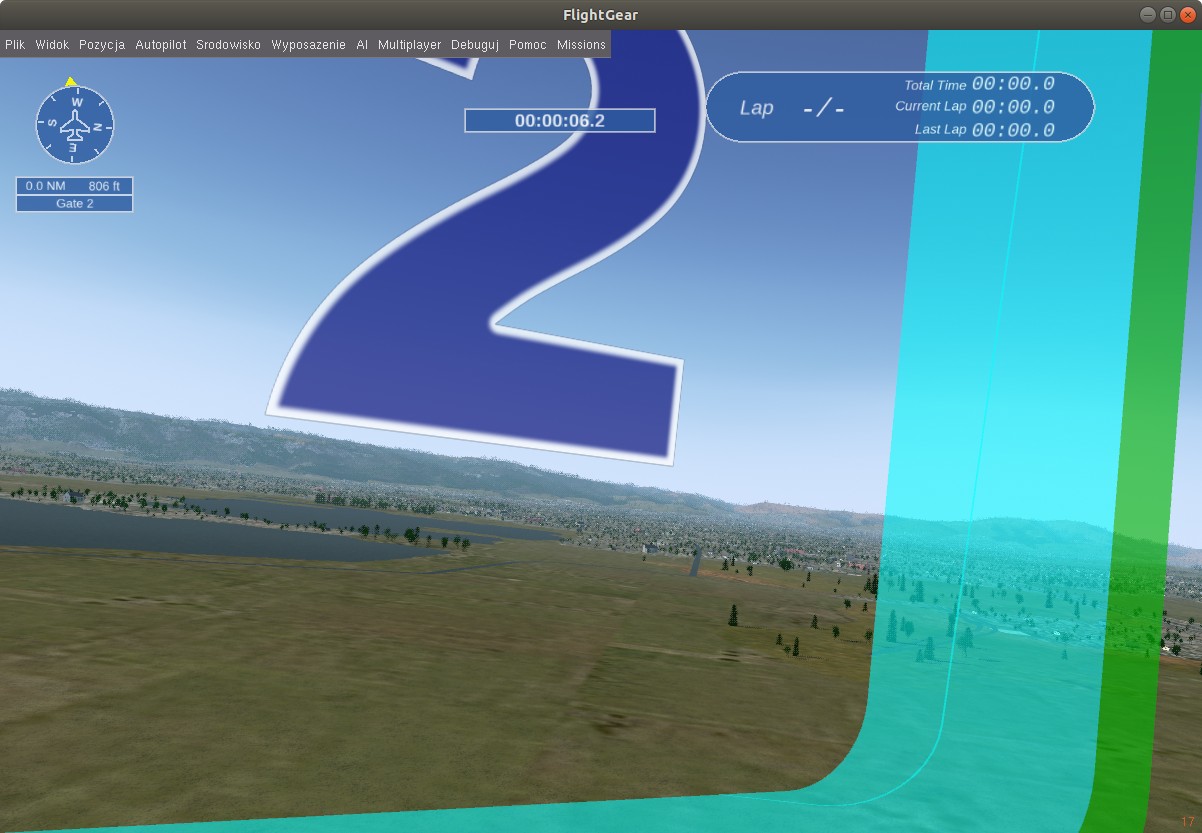 FlightGear
Plik Widok Pozycja Autopilot Srodowisko Wyposazenie AI Multiplayer Debuguj Pomoc Missions
W
S N
E
0.0 NM 806 ft
Gate 2
00:00:06.2
2
Lap -/-
Total Time 00:00.0
Current Lap 00:00.0
Last Lap 00:00.0
17